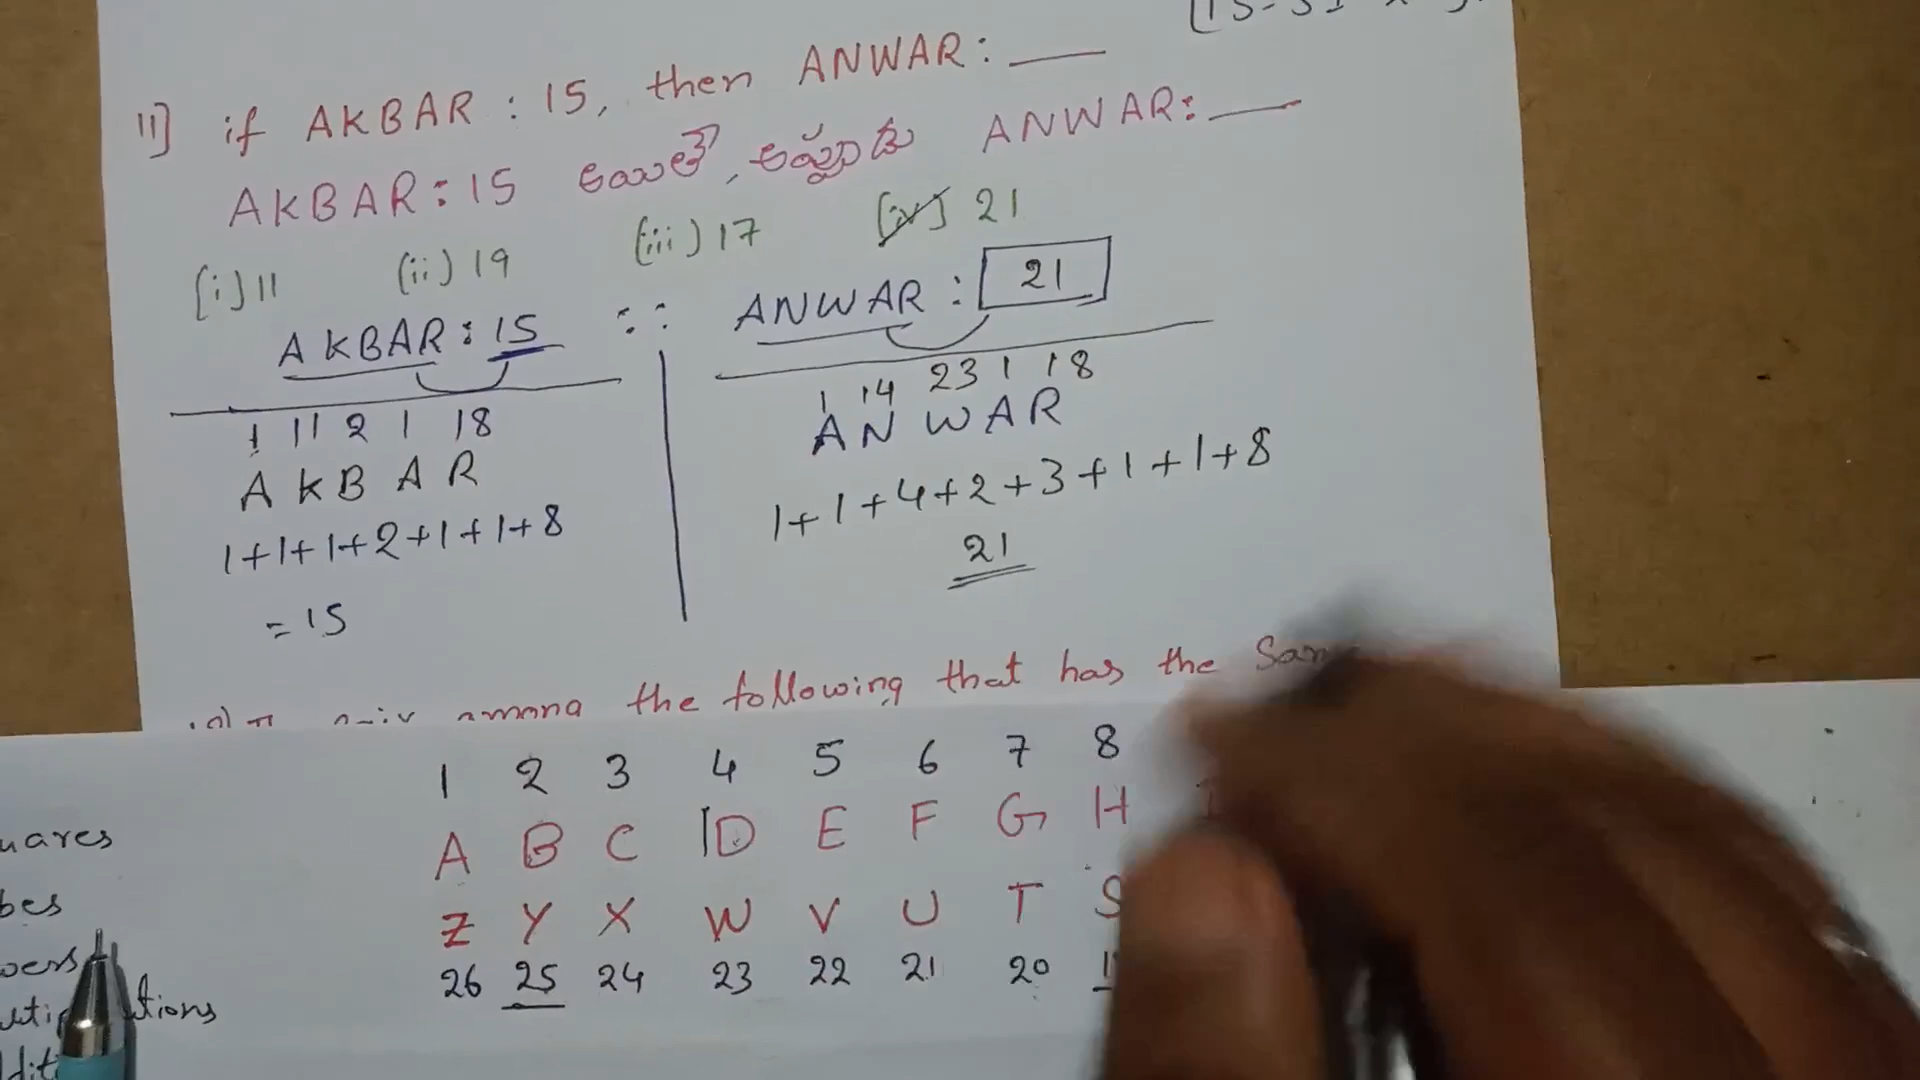 11] if AKBAR : 15, then ANWAR : ___
AKBAR : 15 అయితే, అప్పుడు ANWAR : ___
(i) 11 (ii) 19 (iii) 17 (iv) 21
AKBAR : 15 :: ANWAR : 21
1 11 2 1 18
A K B A R
1+1+1+2+1+1+8
= 15
1 14 23 1 18
A N W A R
1+1+4+2+3+1+1+8
21
among the following that has the
1 2 3 4 5 6 7 8
A B C D E F G H
Z Y X W V U T S
26 25 24 23 22 21 20